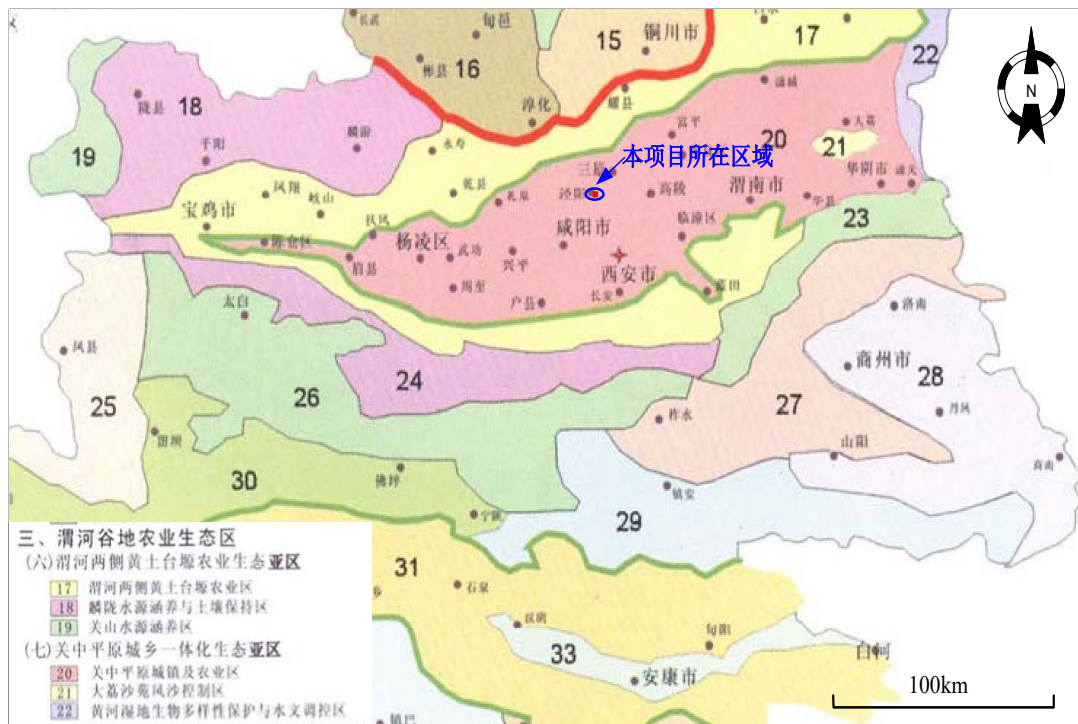 长武
旬邑
15
铜川市
17
白水
22
彬县
16
N
陇县
18
淳化
耀县
蒲城
20
大荔
富平
19
千阳
麟游
永寿
21
华阴市
潼关
本项目所在区域
三原
泾阳
高陵
渭南市
华县
凤翔
岐山
乾县
礼泉
宝鸡市
扶风
临潼区
23
陈仓区
杨凌区
武功
咸阳市
眉县
兴平
西安市
周至
户县
长安
蓝田
太白
洛南
凤县
商州市
24
28
25
26
27
丹凤
柞水
留坝
山阳
商南
佛坪
30
镇安
宁陕
29
三、渭河谷地农业生态区
(六)渭河两侧黄土台塬农业生态亚区
17 渭河两侧黄土台塬农业区
18 麟陇水源涵养与土壤保持区
19 关山水源涵养区
(七)关中平原城乡一体化生态亚区
20 关中平原城镇及农业区
21 大荔沙苑风沙控制区
22 黄河湿地生物多样性保护与水文调控区
31
石泉
汉阴
旬阳
33
白河
安康市
镇巴
100km